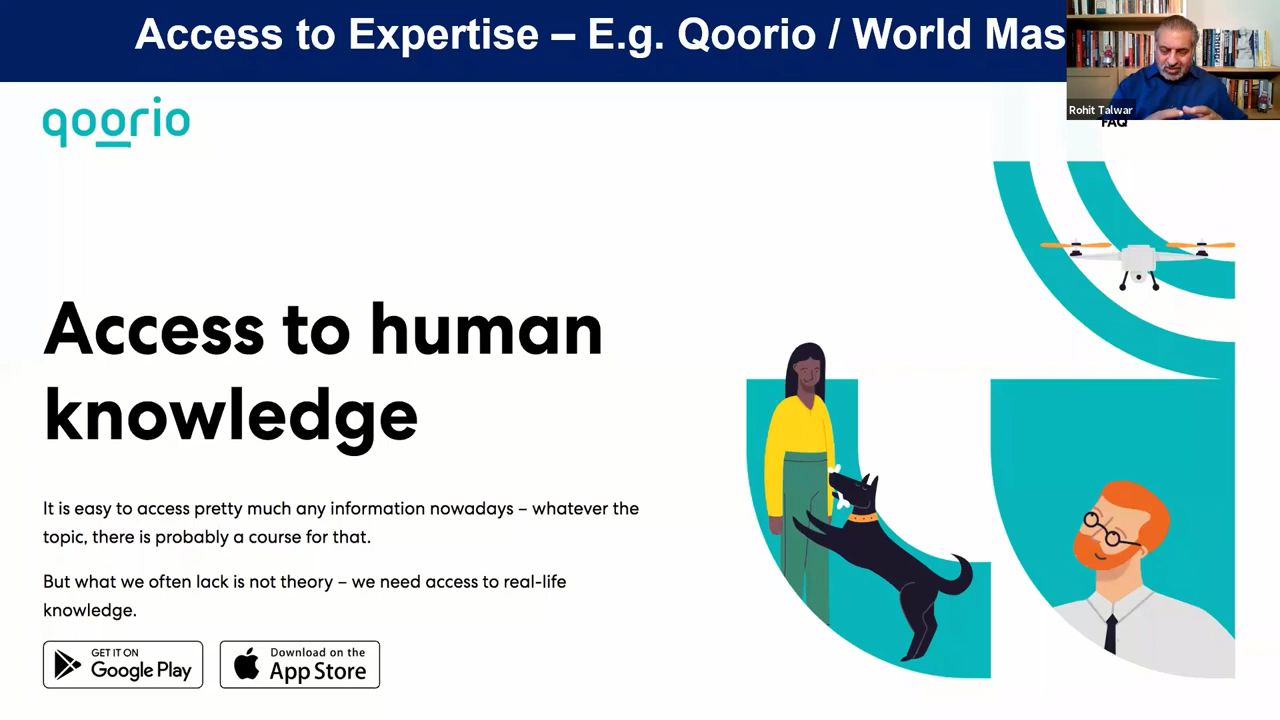 Access to Expertise – E.g. Qoorio / World Mas
Rohit Talwar
FAQ
qoorio
Access to human
knowledge
It is easy to access pretty much any information nowadays – whatever the
topic, there is probably a course for that.
But what we often lack is not theory – we need access to real-life
knowledge.
GET IT ON
Google Play
Download on the
App Store